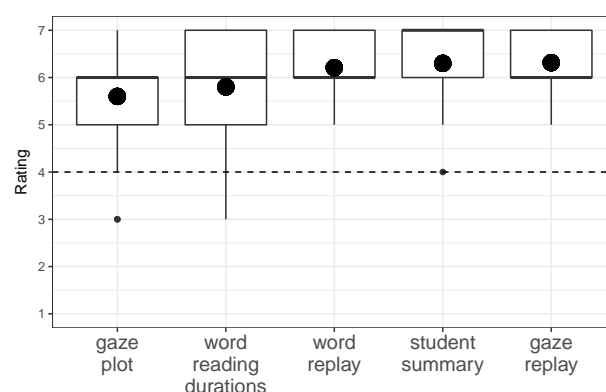 7
6
5
4
3
2
1
Rating
gaze plot
word reading durations
word replay
student summary
gaze replay